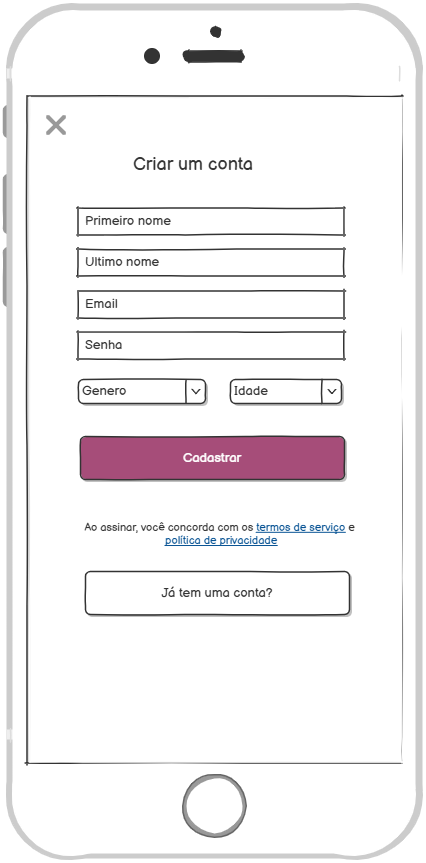 Criar um conta
Primeiro nome
Ultimo nome
Email
Senha
Genero
Idade
Cadastrar
Ao assinar, você concorda com os termos de serviço e
política de privacidade
Já tem uma conta?